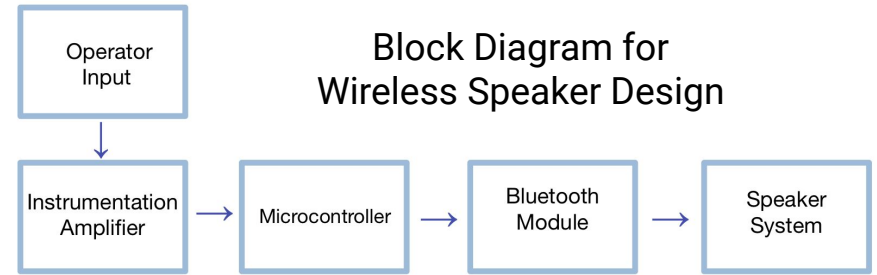 Operator
Input
Block Diagram for
Wireless Speaker Design
Instrumentation
Amplifier
Microcontroller
Bluetooth
Module
Speaker
System